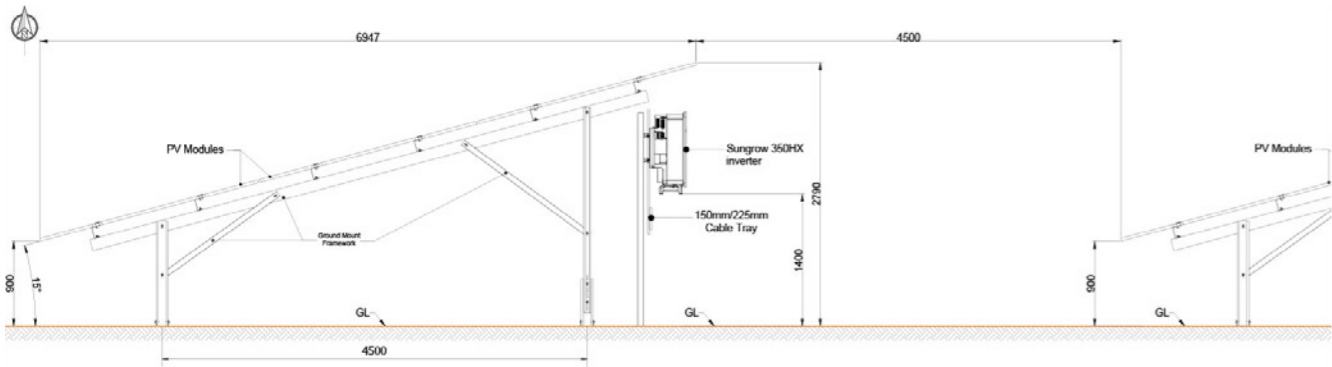 6947
4500
PV Modules
Sungrow 350HX
inverter
PV Modules
2790
150mm/225mm
Cable Tray
Ground Mount
Framework
1400
900
15°
900
GL
GL
GL
4500